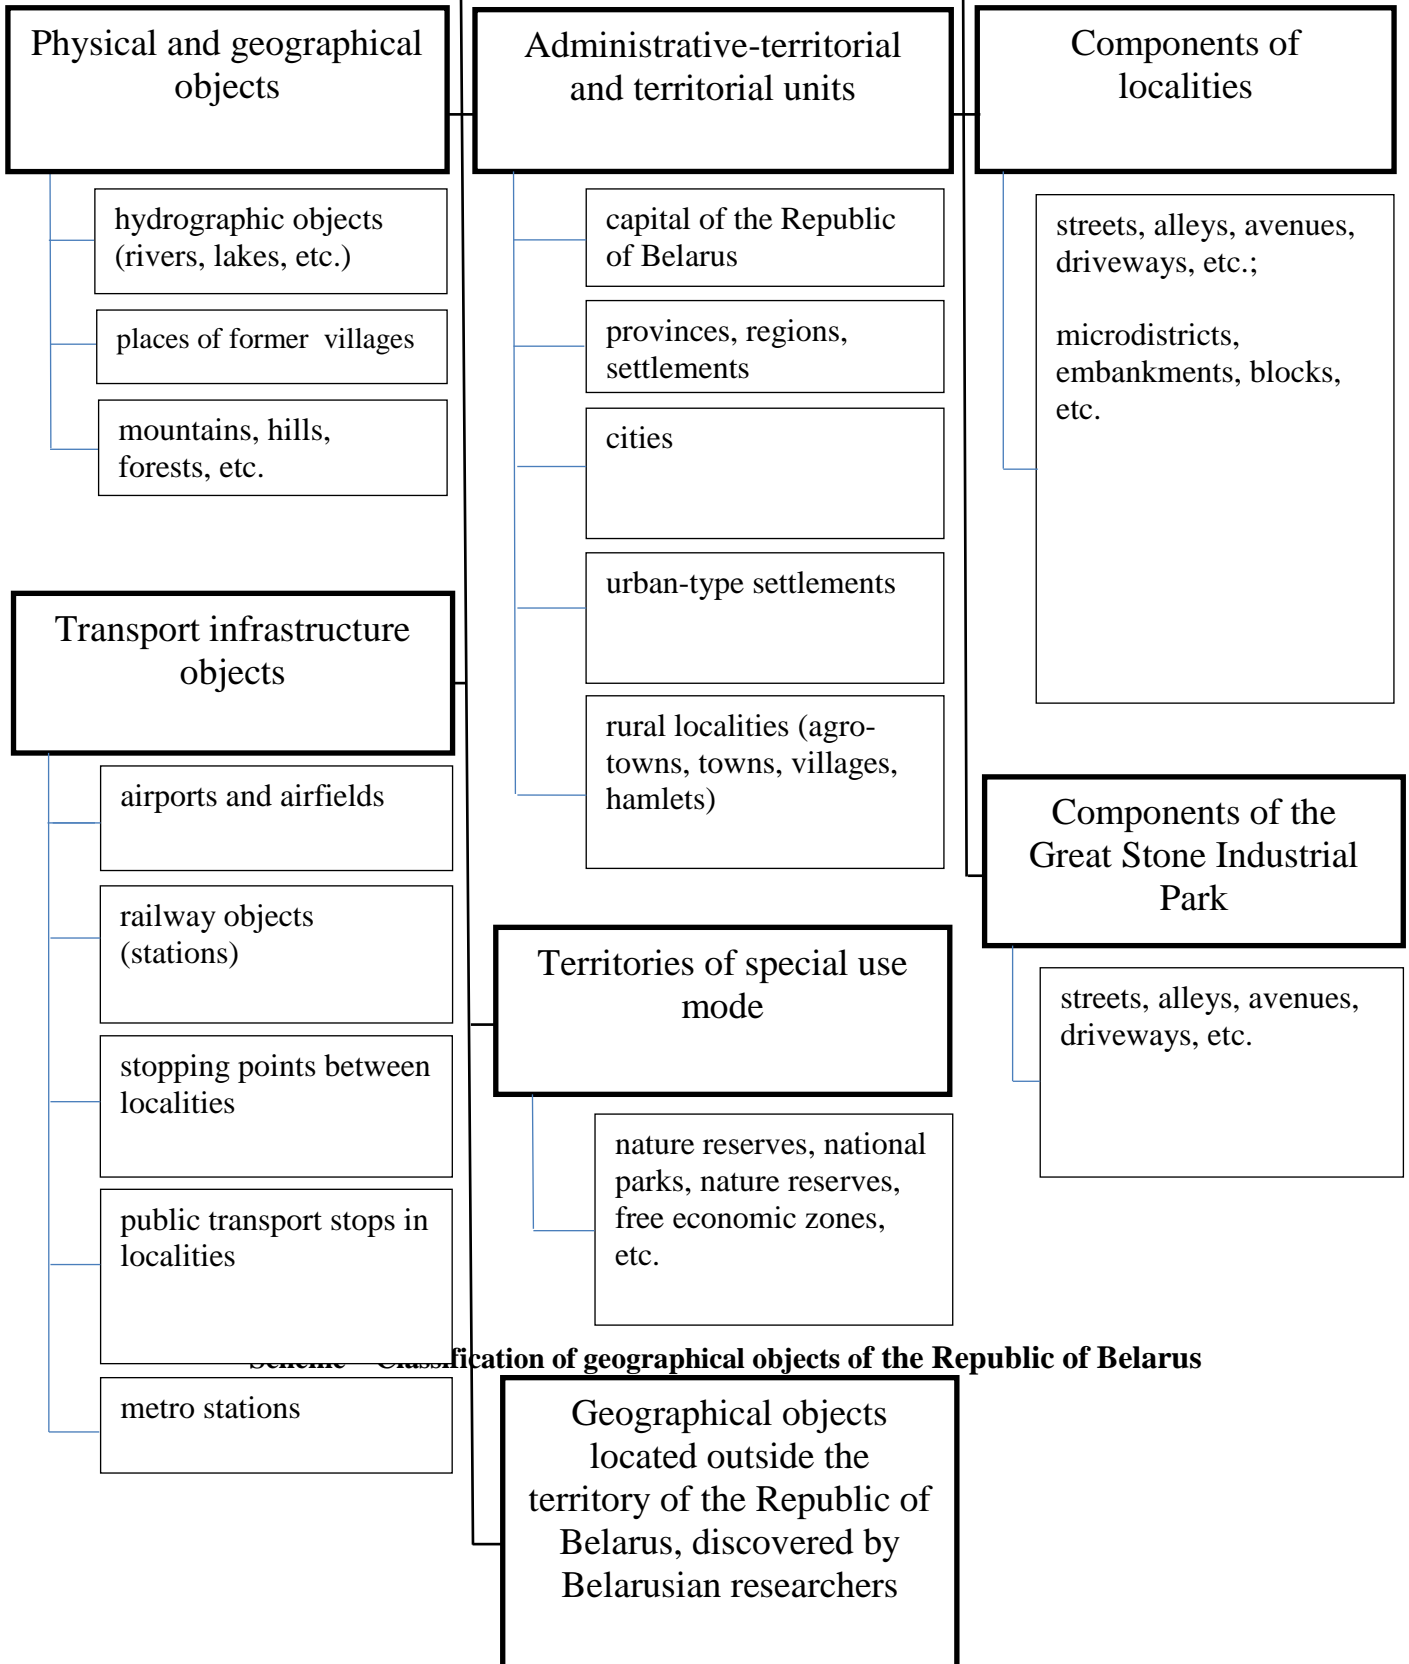 Physical and geographical
objects
hydrographic objects
(rivers, lakes, etc.)
places of former villages
mountains, hills,
forests, etc.
Transport infrastructure
objects
airports and airfields
railway objects
(stations)
stopping points between
localities
public transport stops in
localities
metro stations
Administrative-territorial
and territorial units
capital of the Republic
of Belarus
provinces, regions,
settlements
cities
urban-type settlements
rural localities (agro-
towns, towns, villages,
hamlets)
Territories of special use
mode
nature reserves, national
parks, nature reserves,
free economic zones,
etc.
Components of
localities
streets, alleys, avenues,
driveways, etc.;
microdistricts,
embankments, blocks,
etc.
Components of the
Great Stone Industrial
Park
streets, alleys, avenues,
driveways, etc.
Scheme – Classification of geographical objects of the Republic of Belarus
Geographical objects
located outside the
territory of the Republic of
Belarus, discovered by
Belarusian researchers